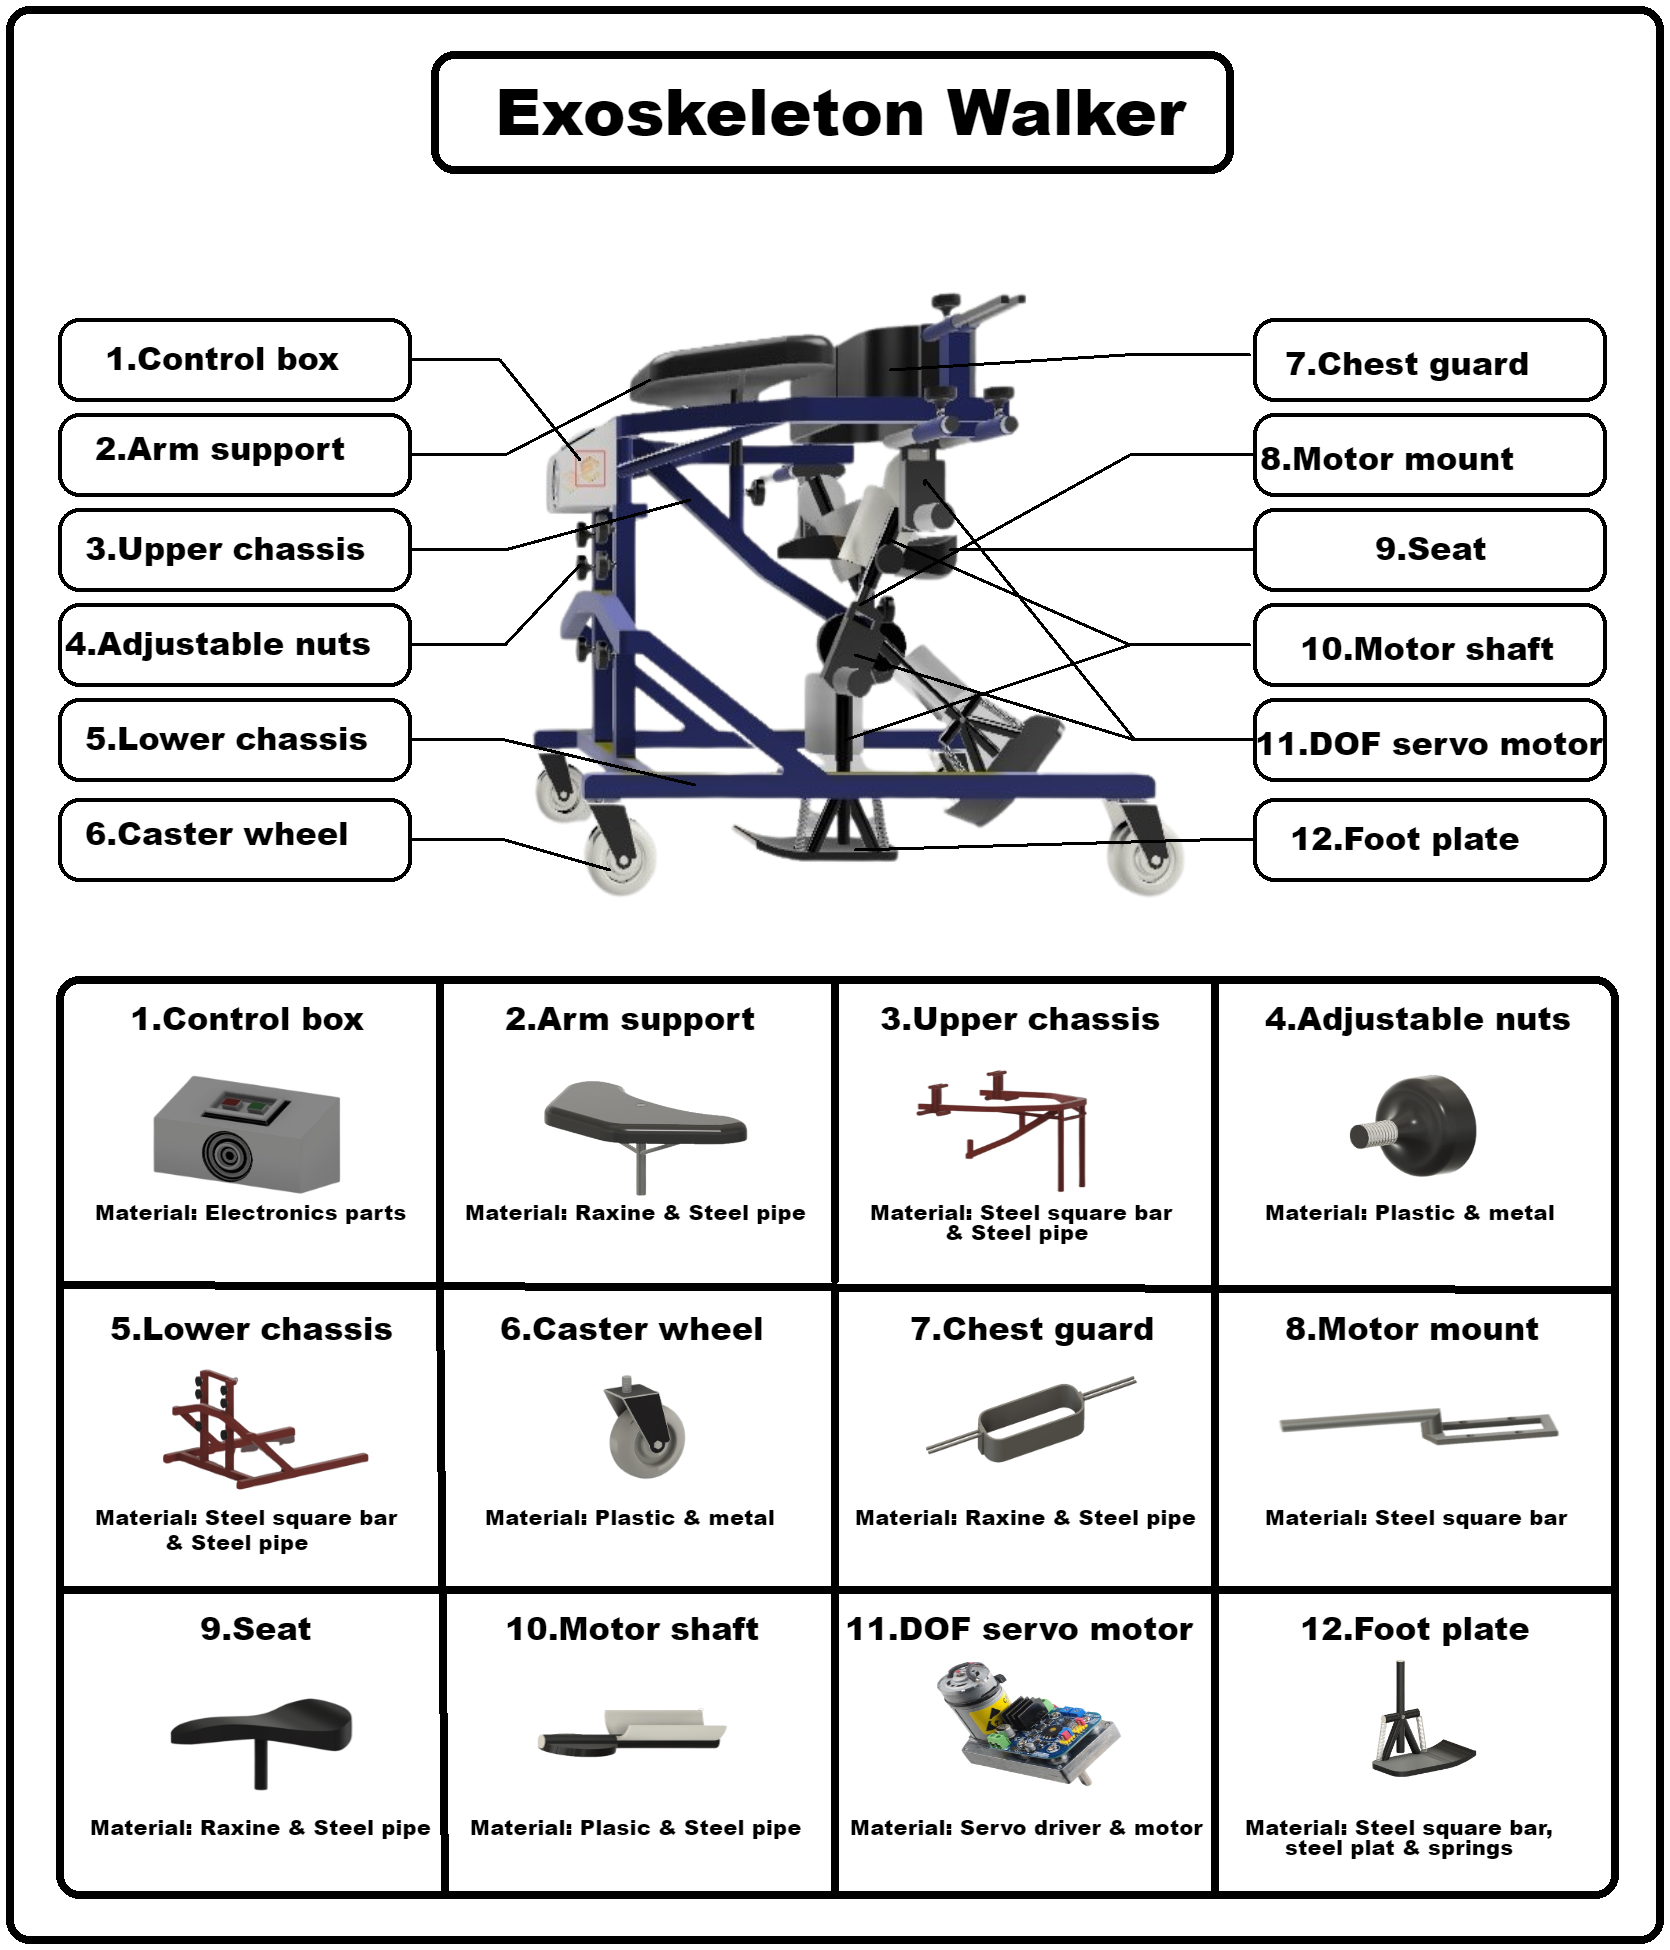 Exoskeleton Walker
1.Control box
2.Arm support
3.Upper chassis
4.Adjustable nuts
5.Lower chassis
6.Caster wheel
7.Chest guard
8.Motor mount
9.Seat
10.Motor shaft
11.DOF servo motor
12.Foot plate
1.Control box
Material: Electronics parts
2.Arm support
Material: Raxine & Steel pipe
3.Upper chassis
Material: Steel square bar
& Steel pipe
4.Adjustable nuts
Material: Plastic & metal
5.Lower chassis
Material: Steel square bar
& Steel pipe
6.Caster wheel
Material: Plastic & metal
7.Chest guard
Material: Raxine & Steel pipe
8.Motor mount
Material: Steel square bar
9.Seat
Material: Raxine & Steel pipe
10.Motor shaft
Material: Plasic & Steel pipe
11.DOF servo motor
Material: Servo driver & motor
12.Foot plate
Material: Steel square bar,
steel plat & springs